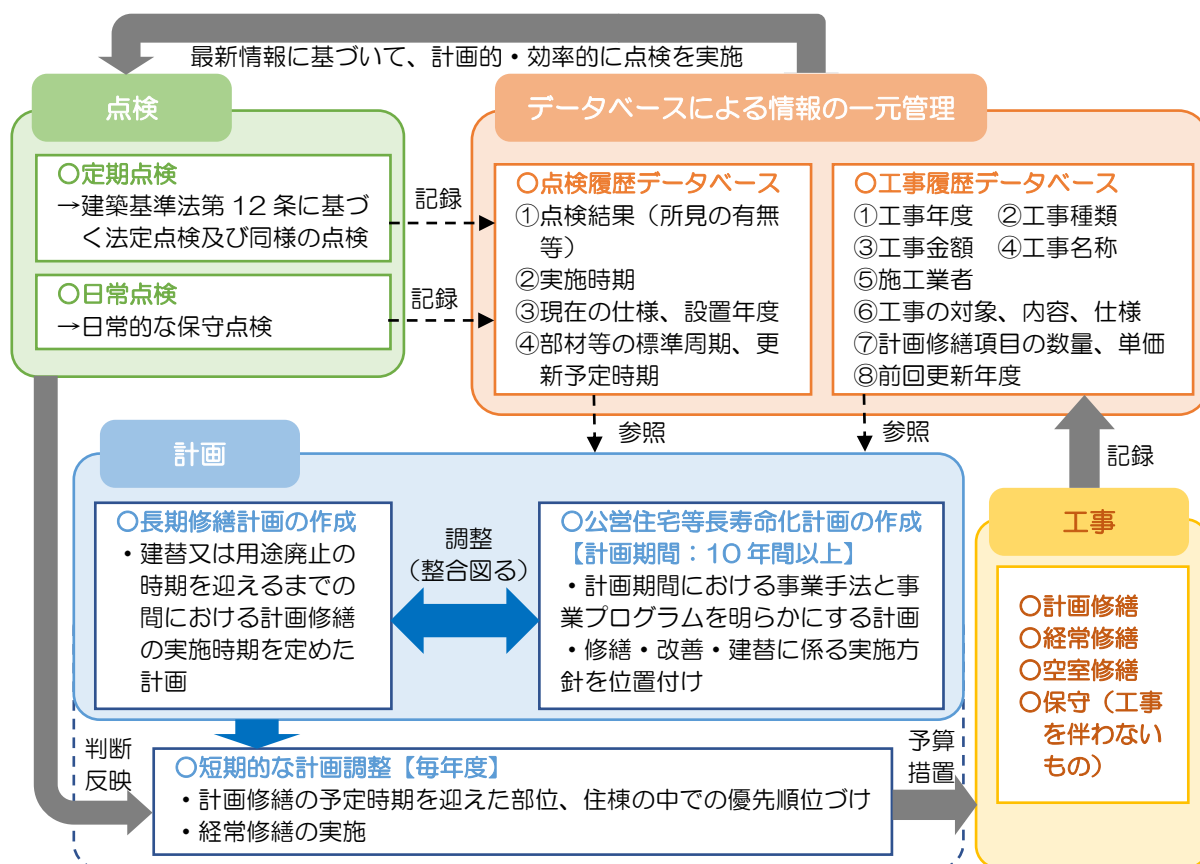 最新情報に基づいて、計画的・効率的に点検を実施
点検
〇定期点検
→建築基準法第 12 条に基づ
く法定点検及び同様の点検
〇日常点検
→日常的な保守点検
記録
記録
データベースによる情報の一元管理
〇点検履歴データベース
①点検結果（所見の有無
等）
②実施時期
③現在の仕様、設置年度
④部材等の標準周期、更
新予定時期
〇工事履歴データベース
①工事年度　②工事種類
③工事金額　④工事名称
⑤施工業者
⑥工事の対象、内容、仕様
⑦計画修繕項目の数量、単価
⑧前回更新年度
参照
参照
記録
計画
〇長期修繕計画の作成
・建替又は用途廃止の
時期を迎えるまでの
間における計画修繕
の実施時期を定めた
計画
調整
（整合図る）
〇公営住宅等長寿命化計画の作成
【計画期間：10 年間以上】
・計画期間における事業手法と事
業プログラムを明らかにする計画
・修繕・改善・建替に係る実施方
針を位置付け
判断
反映
〇短期的な計画調整【毎年度】
・計画修繕の予定時期を迎えた部位、住棟の中での優先順位づけ
・経常修繕の実施
予算
措置
工事
〇計画修繕
〇経常修繕
〇空室修繕
〇保守（工事
を伴わない
もの）